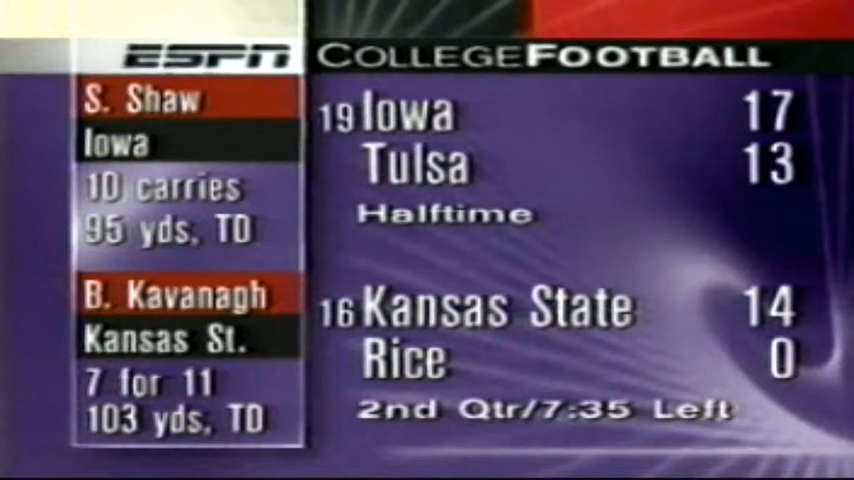 ESPN COLLEGE FOOTBALL
S. Shaw
Iowa
10 carries
95 yds, TD
B. Kavanagh
Kansas St.
7 for 11
103 yds, TD
19 Iowa 17
Tulsa 13
Halftime
16 Kansas State 14
Rice 0
2nd Qtr/7:35 Left